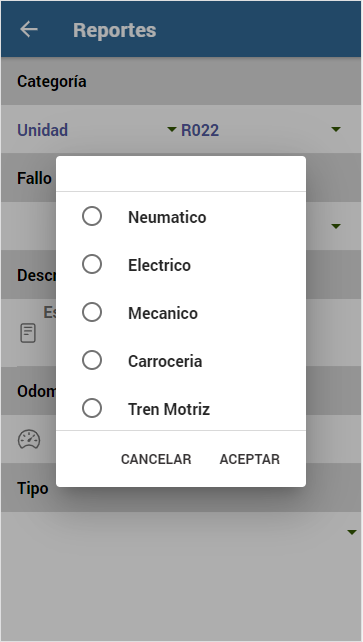 Reportes
Categoría
Unidad R022
Fallo
Neumatico
Electrico
Descr
Es
Mecanico
Carroceria
Odom
Tren Motriz
CANCELAR ACEPTAR
Tipo